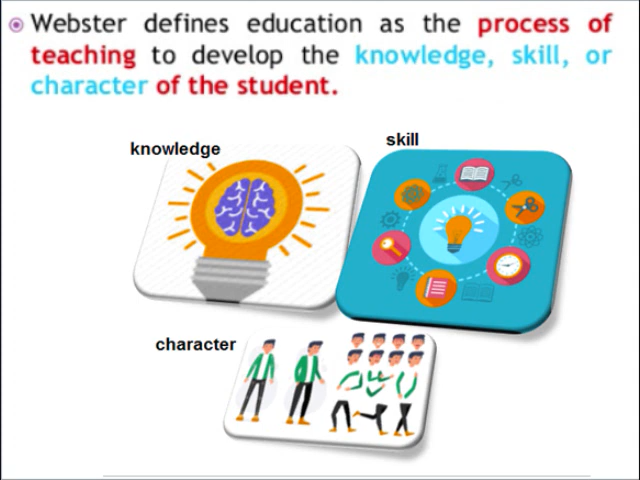 Webster defines education as the process of
teaching to develop the knowledge, skill, or
character of the student.
knowledge
skill
character